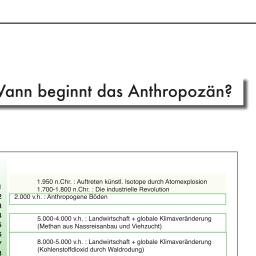 Wann beginnt das Anthropozän?
1.950 n.Chr. : Auftreten künstl. Isotope durch Atomexplosion
1.700-1.800 n.Chr. : Die industrielle Revolution
2.000 v.h. : Anthropogene Böden
5.000-4.000 v.h. : Landwirtschaft + globale Klimaveränderung
(Methan aus Nassreisanbau und Viehzucht)
8.000-5.000 v.h. : Landwirtschaft + globale Klimaveränderung
(Kohlenstoffdioxid durch Waldrodung)